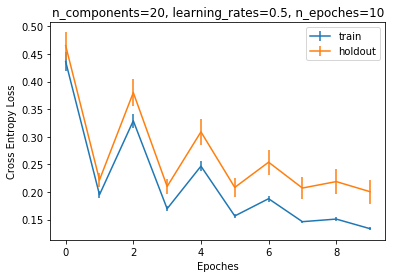 n_components=20, learning_rates=0.5, n_epoches=10
train
holdout
0.50
0.45
0.40
0.35
0.30
0.25
0.20
0.15
Cross Entropy Loss
0 2 4 6 8
Epoches